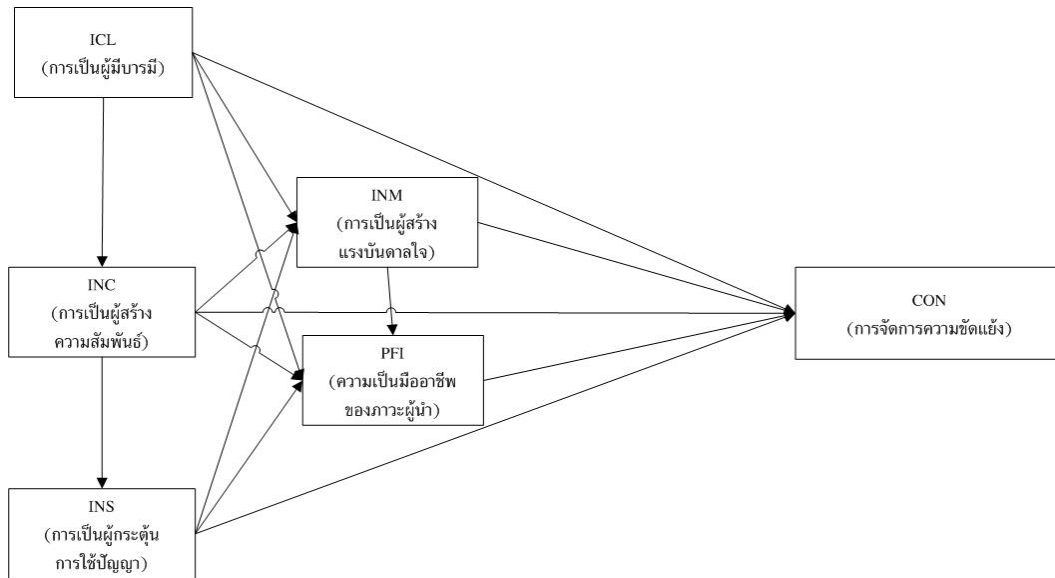 ICL
(การเป็นผู้มีบารมี)
INM
(การเป็นผู้สร้าง
แรงบันดาลใจ)
INC
(การเป็นผู้สร้าง
ความสัมพันธ์)
CON
(การจัดการความขัดแย้ง)
PFI
(ความเป็นมืออาชีพ
ของภาวะผู้นำ)
INS
(การเป็นผู้กระตุ้น
การใช้ปัญญา)